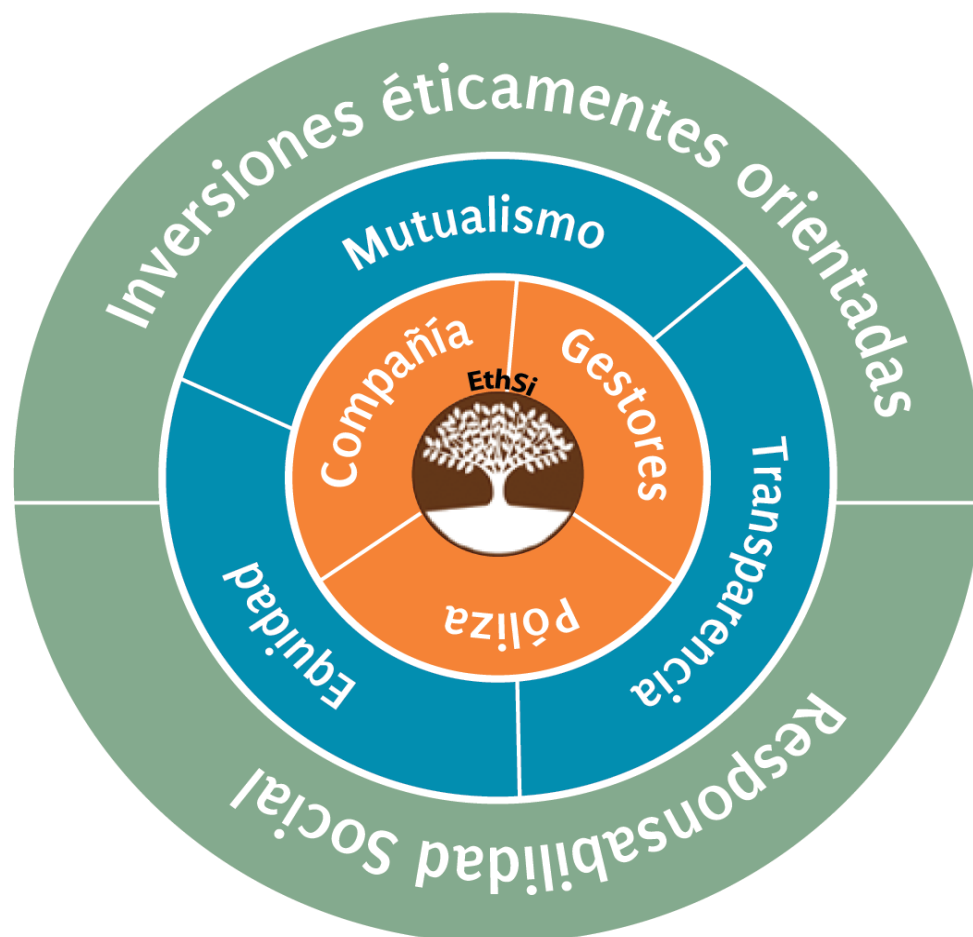 Inversiones éticamentes orientadas
Mutualismo
Compañía
Gestores
EthSi
Transparencia
Equidad
Póliza
Responsabilidad Social